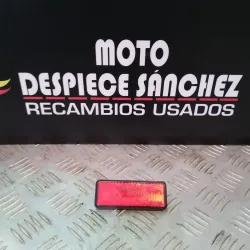 MOTO
DESPIECE SÁNCHEZ
RECAMBIOS USADOS